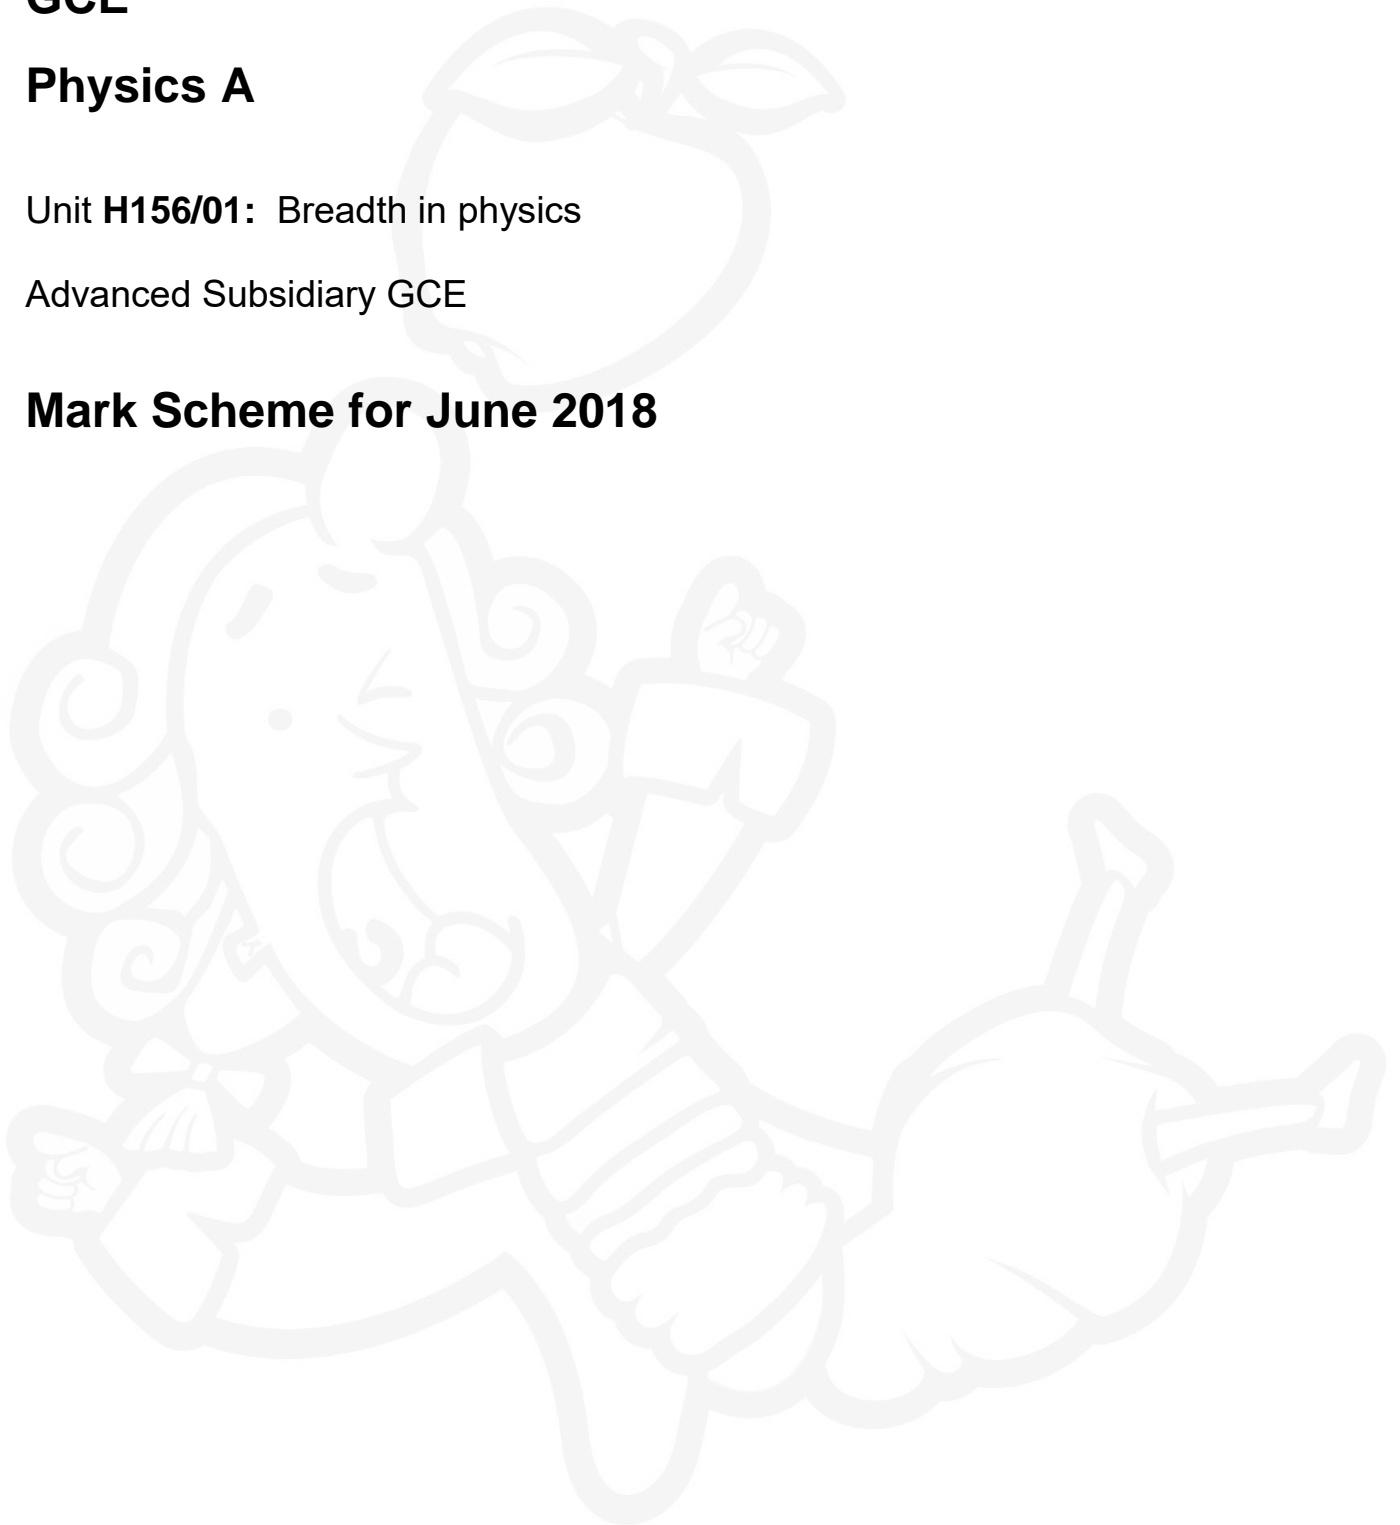 GCE
Physics A
Unit H156/01: Breadth in physics
Advanced Subsidiary GCE
Mark Scheme for June 2018